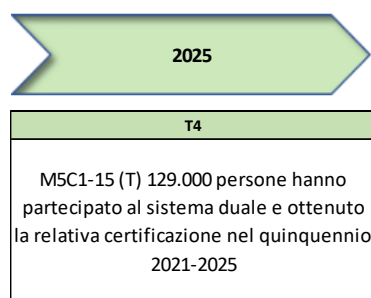 2025
T4
M5C1-15 (T) 129.000 persone hanno
partecipato al sistema duale e ottenuto
la relativa certificazione nel quinquennio
2021-2025